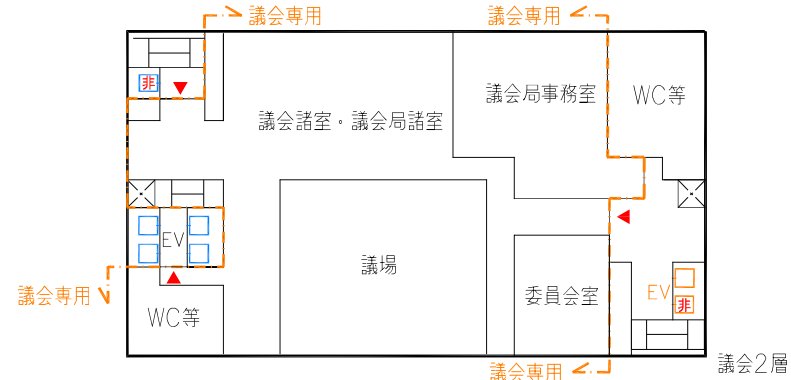 議会専用
議会専用
非
議会諸室・議会局諸室
議会局事務室
WC等
EV
議場
議会専用
WC等
委員会室
EV
非
議会専用
議会2層